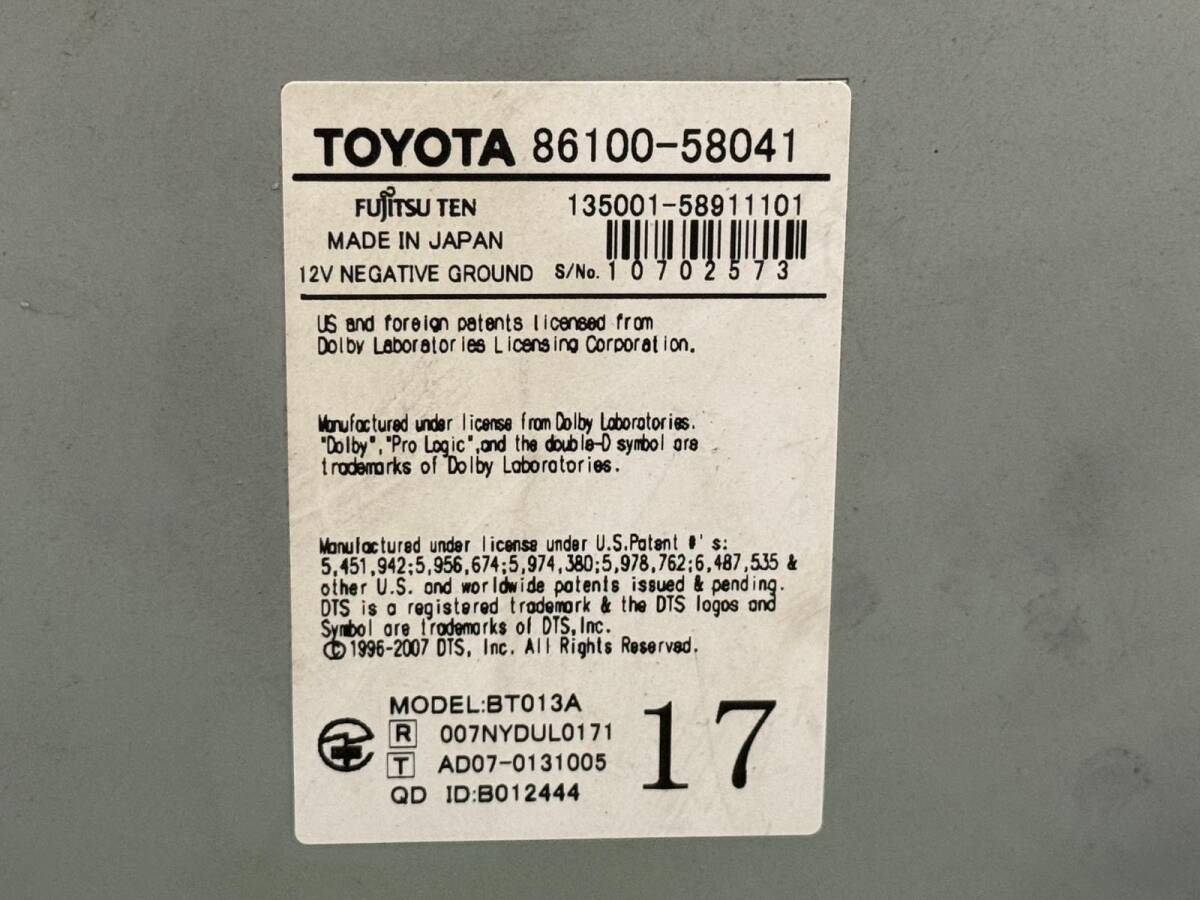 TOYOTA 86100-58041
FUJITSU TEN 135001-58911101
MADE IN JAPAN
12V NEGATIVE GROUND S/No. 10702573
US and foreign patents licensed from
Dolby Laboratories Licensing Corporation.
Manufactured under license from Dolby Laboratories.
"Dolby","Pro Logic",and the double-D symbol are
trademarks of Dolby Laboratories.
Manufactured under license under U.S.Patent #'s:
5,451,942;5,956,674;5,974,380;5,978,762;6,487,535 &
other U.S. and worldwide patents issued & pending.
DTS is a registered trademark & the DTS logos and
Symbol are trademarks of DTS,Inc.
©1996-2007 DTS, Inc. All Rights Reserved.
MODEL:BT013A
R 007NYDUL0171
T AD07-0131005
QD ID:B012444
17